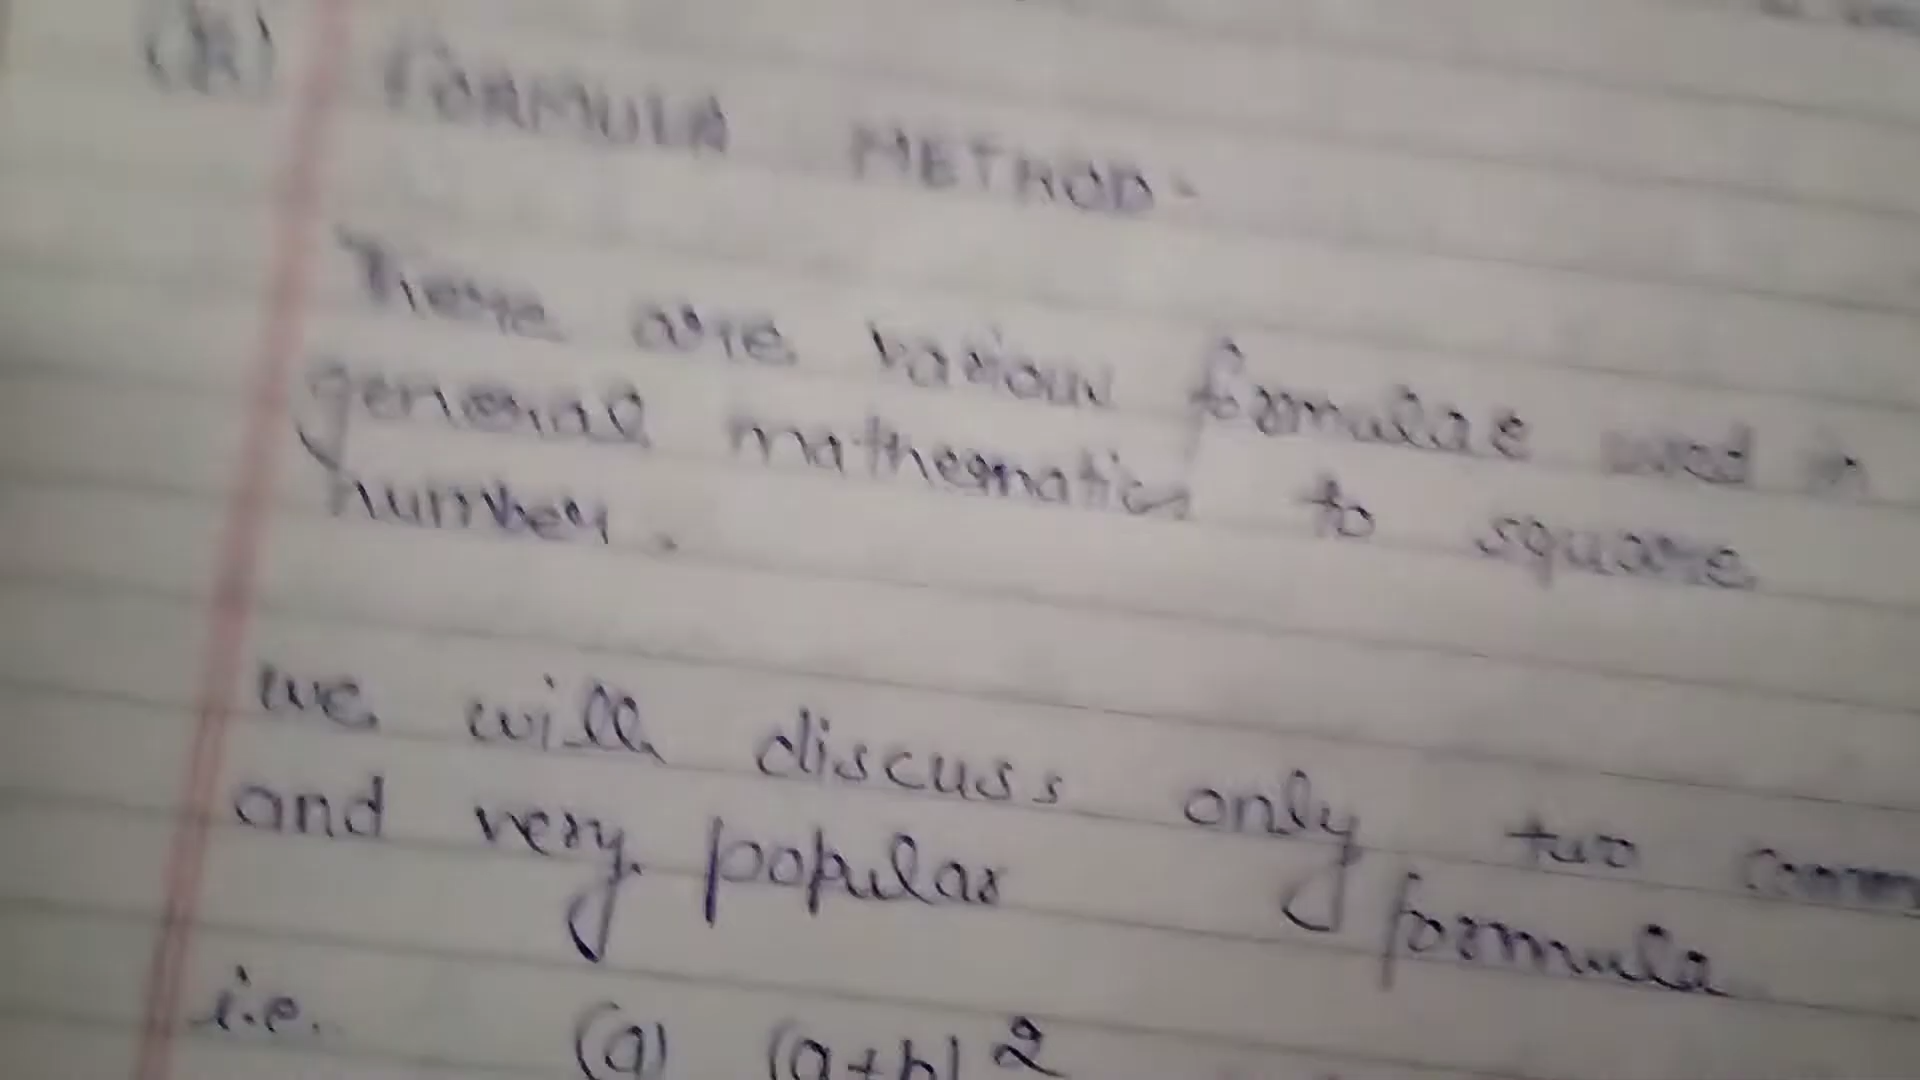 FORMULA METHOD-
There are various formulae used in
general mathematics to square
number.
we will discuss only two
and very popular formula
i.e. (a) (a+b)2